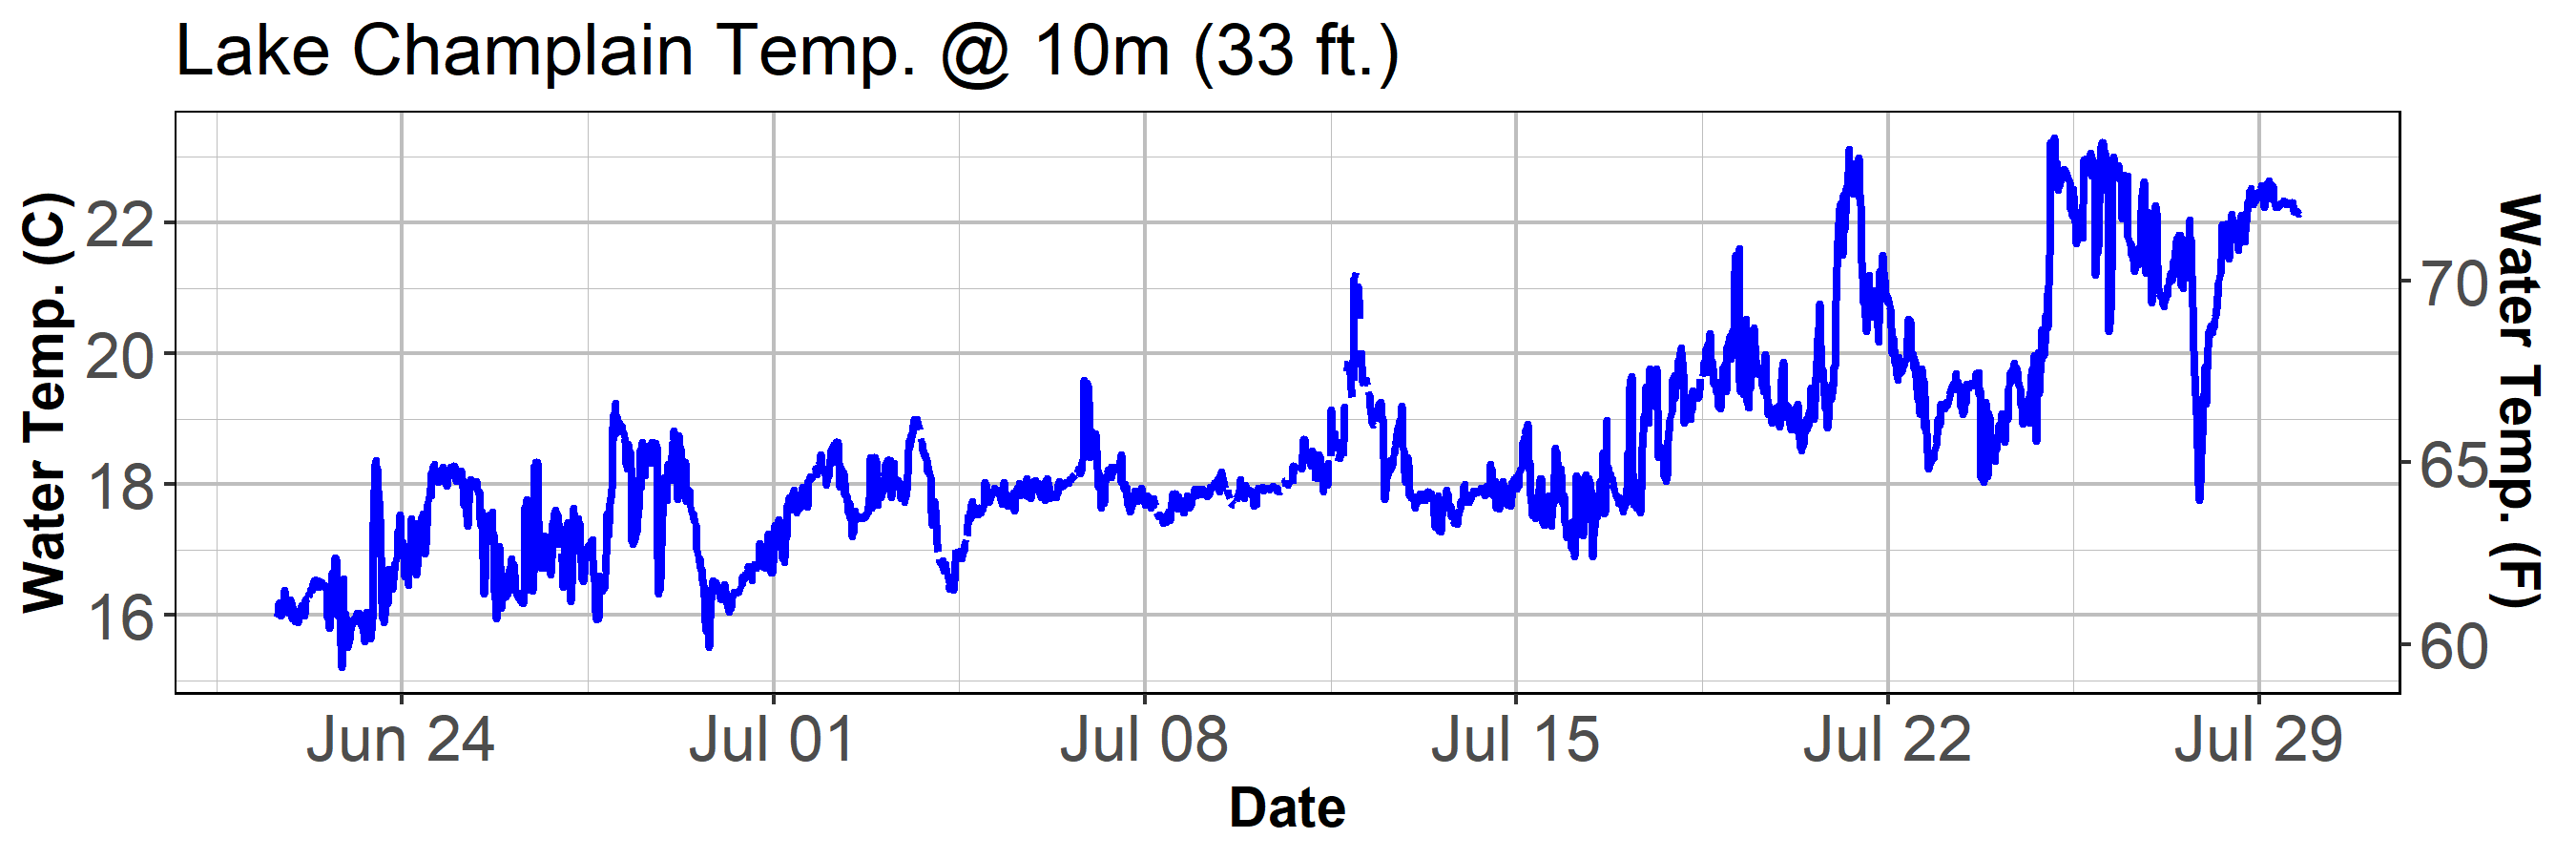 Lake Champlain Temp. @ 10m (33 ft.)
Water Temp. (C)
22
20
18
16
70
65
60
Water Temp. (F)
Jun 24
Jul 01
Jul 08
Jul 15
Jul 22
Jul 29
Date